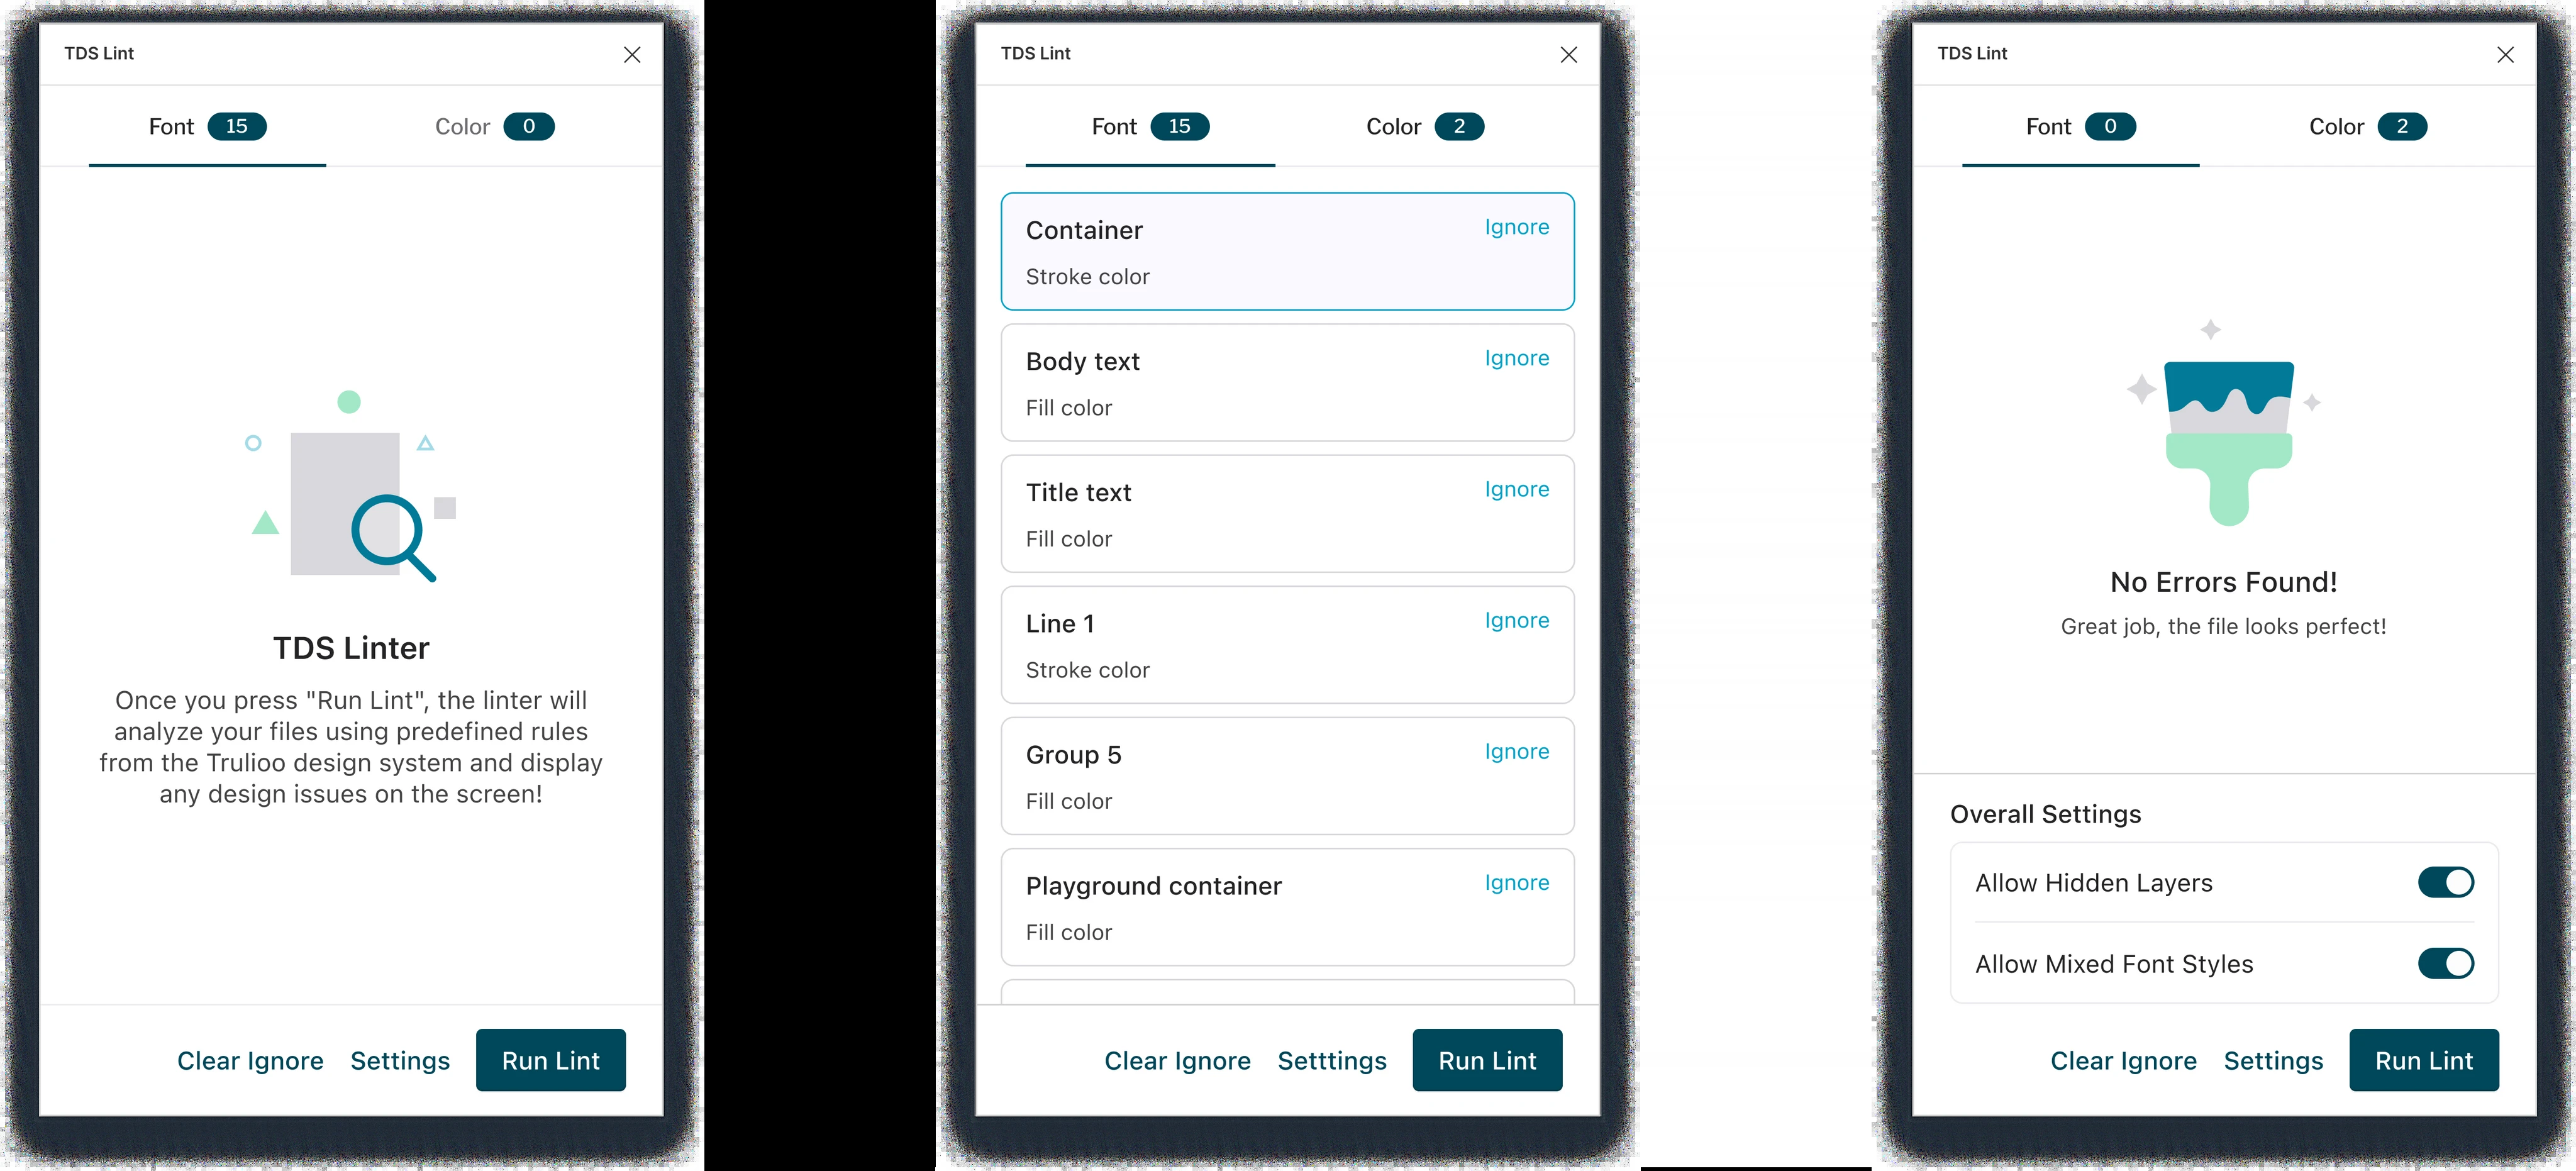 TDS Lint
Font 15
Color 0
TDS Linter
Once you press "Run Lint", the linter will
analyze your files using predefined rules
from the Trulioo design system and display
any design issues on the screen!
Clear Ignore
Settings
Run Lint
TDS Lint
Font 15
Color 2
Container
Ignore
Stroke color
Body text
Ignore
Fill color
Title text
Ignore
Fill color
Line 1
Ignore
Stroke color
Group 5
Ignore
Fill color
Playground container
Ignore
Fill color
Clear Ignore
Setttings
Run Lint
TDS Lint
Font 0
Color 2
No Errors Found!
Great job, the file looks perfect!
Overall Settings
Allow Hidden Layers
Allow Mixed Font Styles
Clear Ignore
Settings
Run Lint